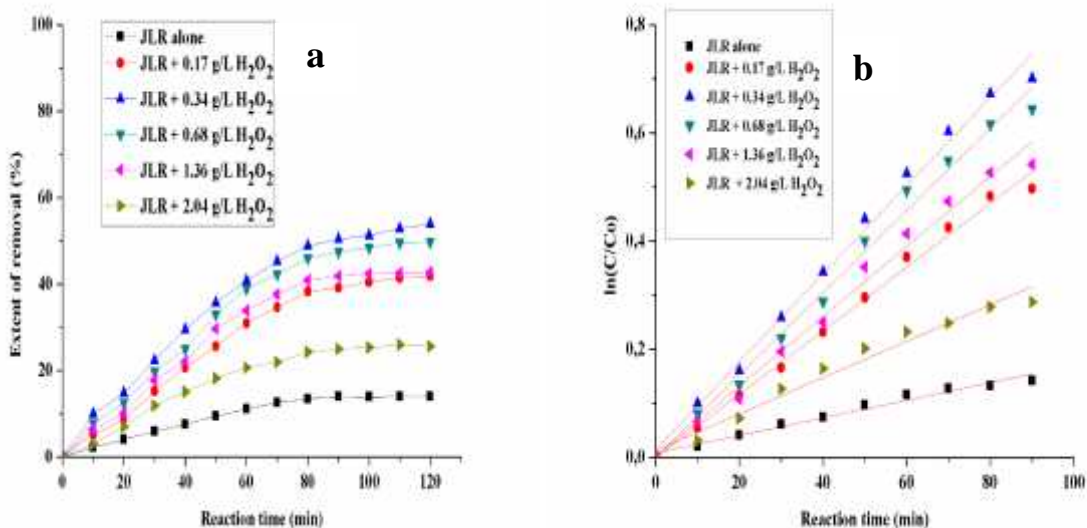 100
80
60
40
20
0
Extent of removal (%)
JLR alone
JLR + 0.17 g/L H₂O₂
JLR + 0.34 g/L H₂O₂
JLR + 0.68 g/L H₂O₂
JLR + 1.36 g/L H₂O₂
JLR + 2.04 g/L H₂O₂
a
0 20 40 60 80 100 120
Reaction time (min)
0,8
0,6
0,4
0,2
0,0
ln(C/Co)
JLR alone
JLR + 0.17 g/L H₂O₂
JLR + 0.34 g/L H₂O₂
JLR + 0.68 g/L H₂O₂
JLR + 1.36 g/L H₂O₂
JLR + 2.04 g/L H₂O₂
b
0 20 40 60 80 100
Reaction time (min)